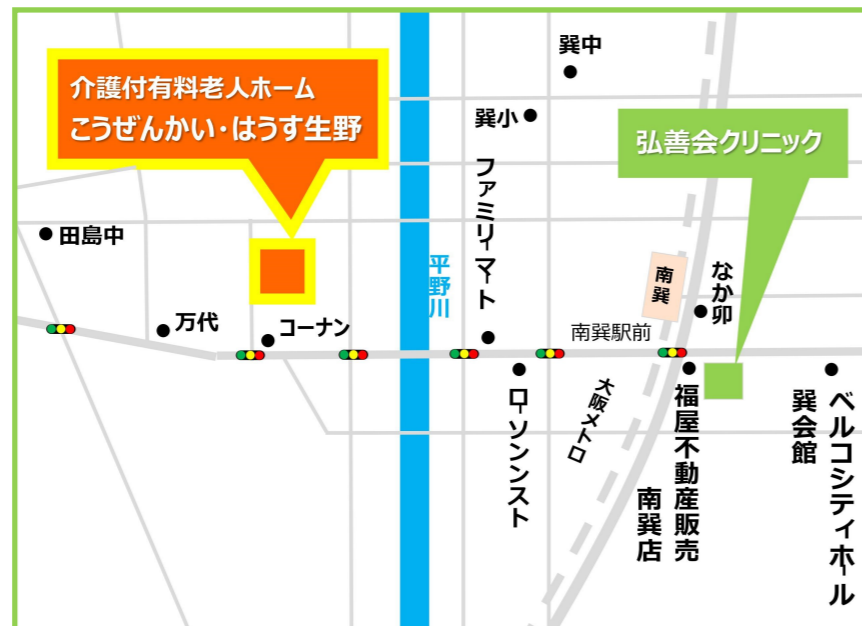 介護付有料老人ホーム
こうぜんかい・はうす生野
巽中
巽小
弘善会クリニック
田島中
ファミリーマート
平野川
南巽
なか卯
万代
コーナン
南巽駅前
ローソンンスト
大阪メトロ
福屋不動産販売
南巽店
ベルコシティホール
巽会館